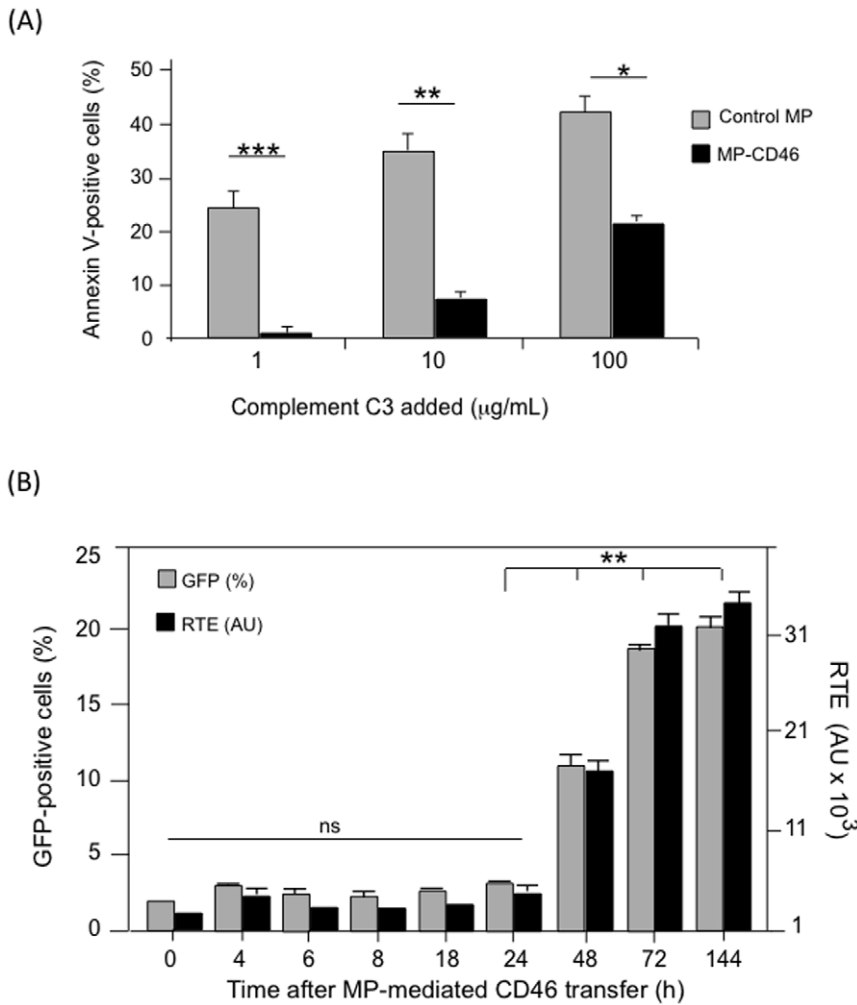 (A)
Annexin V-positive cells (%)
50
40
30
20
10
0
***
**
*
Control MP
MP-CD46
1 10 100
Complement C3 added (μg/mL)
(B)
GFP-positive cells (%)
25
20
15
10
5
0
GFP (%)
RTE (AU)
ns
**
31
21
11
1
RTE (AU x 10³)
0 4 6 8 18 24 48 72 144
Time after MP-mediated CD46 transfer (h)